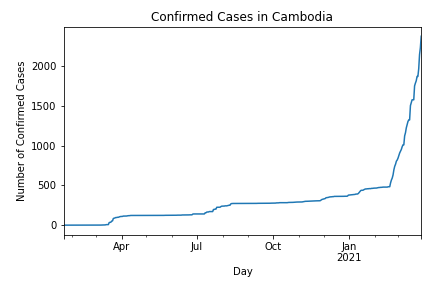 Confirmed Cases in Cambodia
Number of Confirmed Cases
2000
1500
1000
500
0
Apr
Jul
Oct
Jan
2021
Day